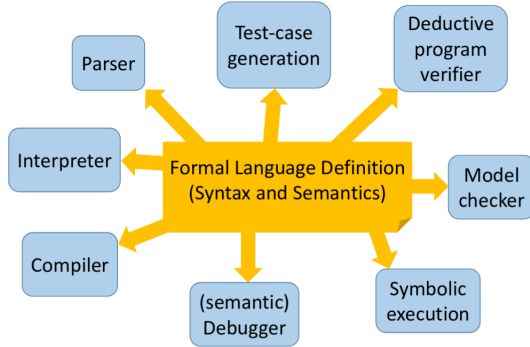 Test-case
generation
Deductive
program
verifier
Parser
Interpreter
Formal Language Definition
(Syntax and Semantics)
Model
checker
Compiler
(semantic)
Debugger
Symbolic
execution